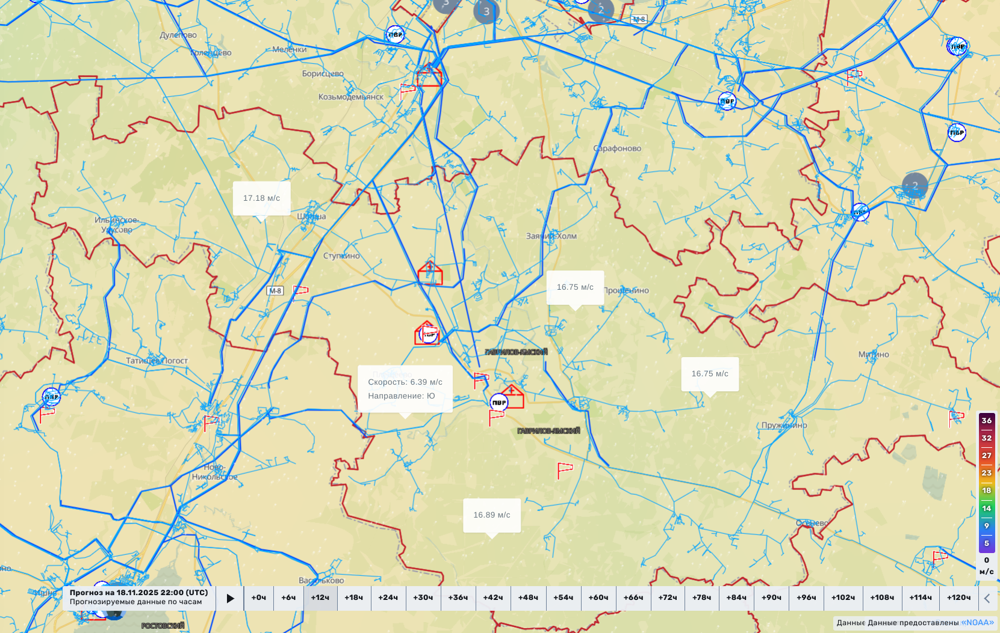 3
3
2
М-8
Дулепово
ПВР
Голенцево
Меленки
ПВР
Борисцево
Козьмодемьянск
ПВР
ПВР
Сарафоново
2
17.18 м/с
ПВР
Шопша
Ильинское-
Урусово
Заячий-Холм
Ступкино
16.75 м/с
М-8
Прошенино
ПВР
ГАВРИЛОВ-ЯМСКИЙ
Митино
Татищев Погост
16.75 м/с
Плещеево
Скорость: 6.39 м/с
Направление: Ю
ПВР
ПВР
Пружинино
ГАВРИЛОВ-ЯМСКИЙ
36
32
27
23
18
14
9
5
0
м/с
Ново-
Никольское
16.89 м/с
Осенево
Васильково
Ишня
Прогноз на 18.11.2025 22:00 (UTC)
Прогнозируемые данные по часам
+0ч +6ч +12ч +18ч +24ч +30ч +36ч +42ч +48ч +54ч +60ч +66ч +72ч +78ч +84ч +90ч +96ч +102ч +108ч +114ч +120ч
РОСТОВСКИЙ
Данные Данные предоставлены «NOAA»